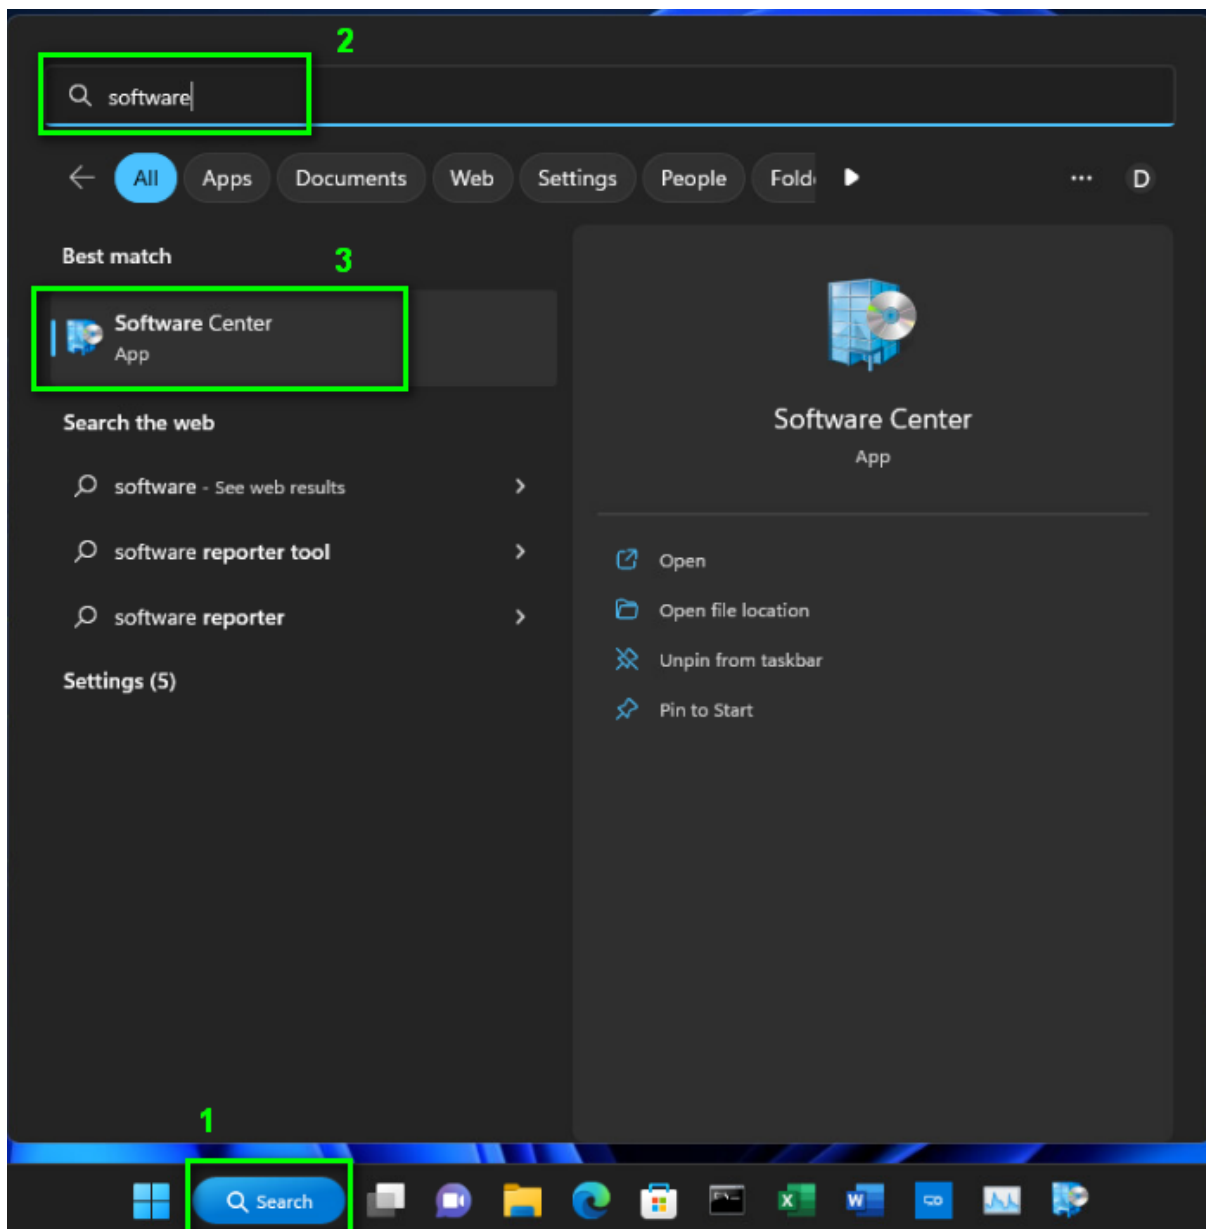 2
software
All Apps Documents Web Settings People ... D
Best match
3
Software Center
App
Search the web
software - See web results
software reporter tool
software reporter
Settings (5)
Software Center
App
Open
Open file location
Unpin from taskbar
Pin to Start
1
Search